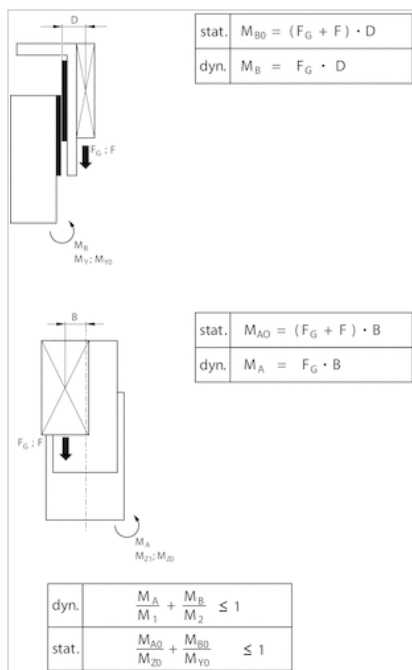 D
stat. M_B0 = (F_G + F) · D
dyn. M_B = F_G · D
F_G ; F
M_B
M_Y ; M_Y0
B
stat. M_AO = (F_G + F) · B
dyn. M_A = F_G · B
F_G ; F
M_A
M_Z1 ; M_Z0
dyn. M_A/M_1 + M_B/M_2 ≤ 1
stat. M_A0/M_Z0 + M_B0/M_Y0 ≤ 1